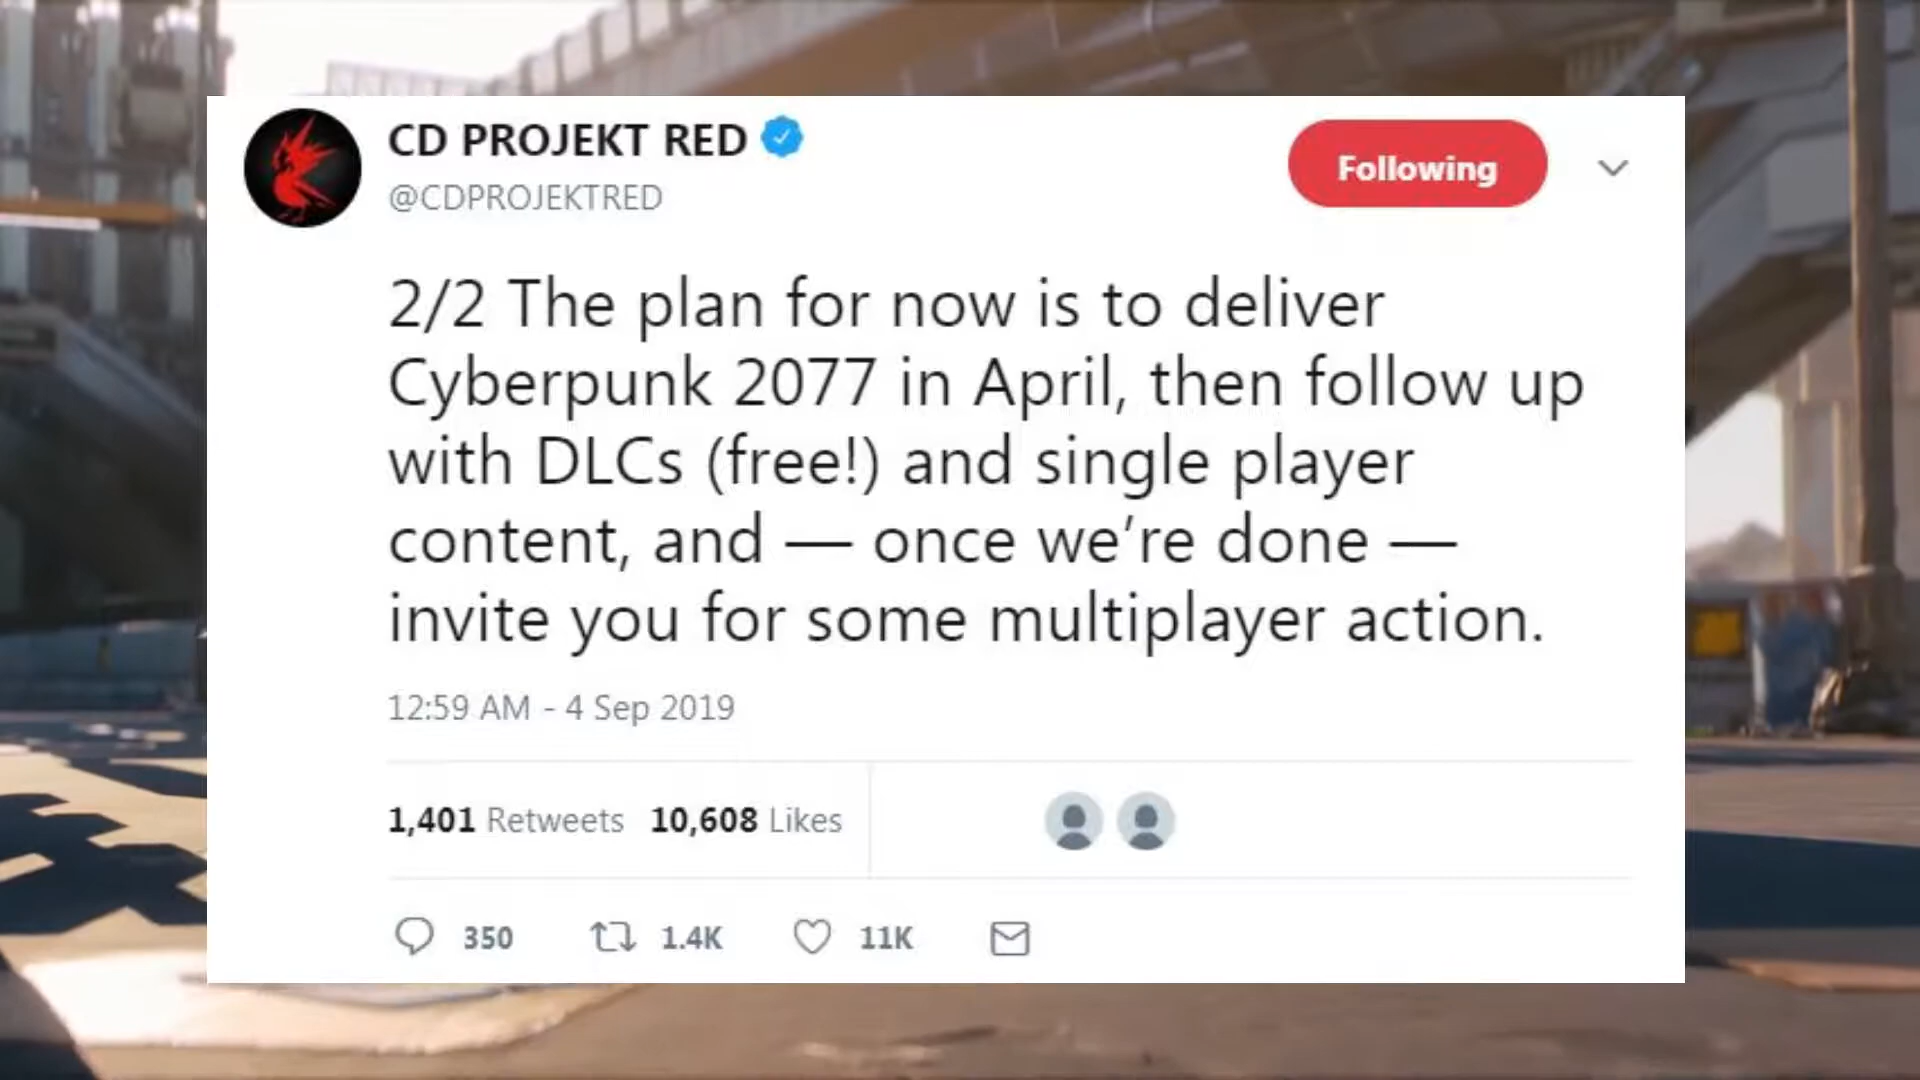 CD PROJEKT RED
@CDPROJEKTRED
Following
2/2 The plan for now is to deliver
Cyberpunk 2077 in April, then follow up
with DLCs (free!) and single player
content, and — once we’re done —
invite you for some multiplayer action.
12:59 AM - 4 Sep 2019
1,401 Retweets 10,608 Likes
350 1.4K 11K